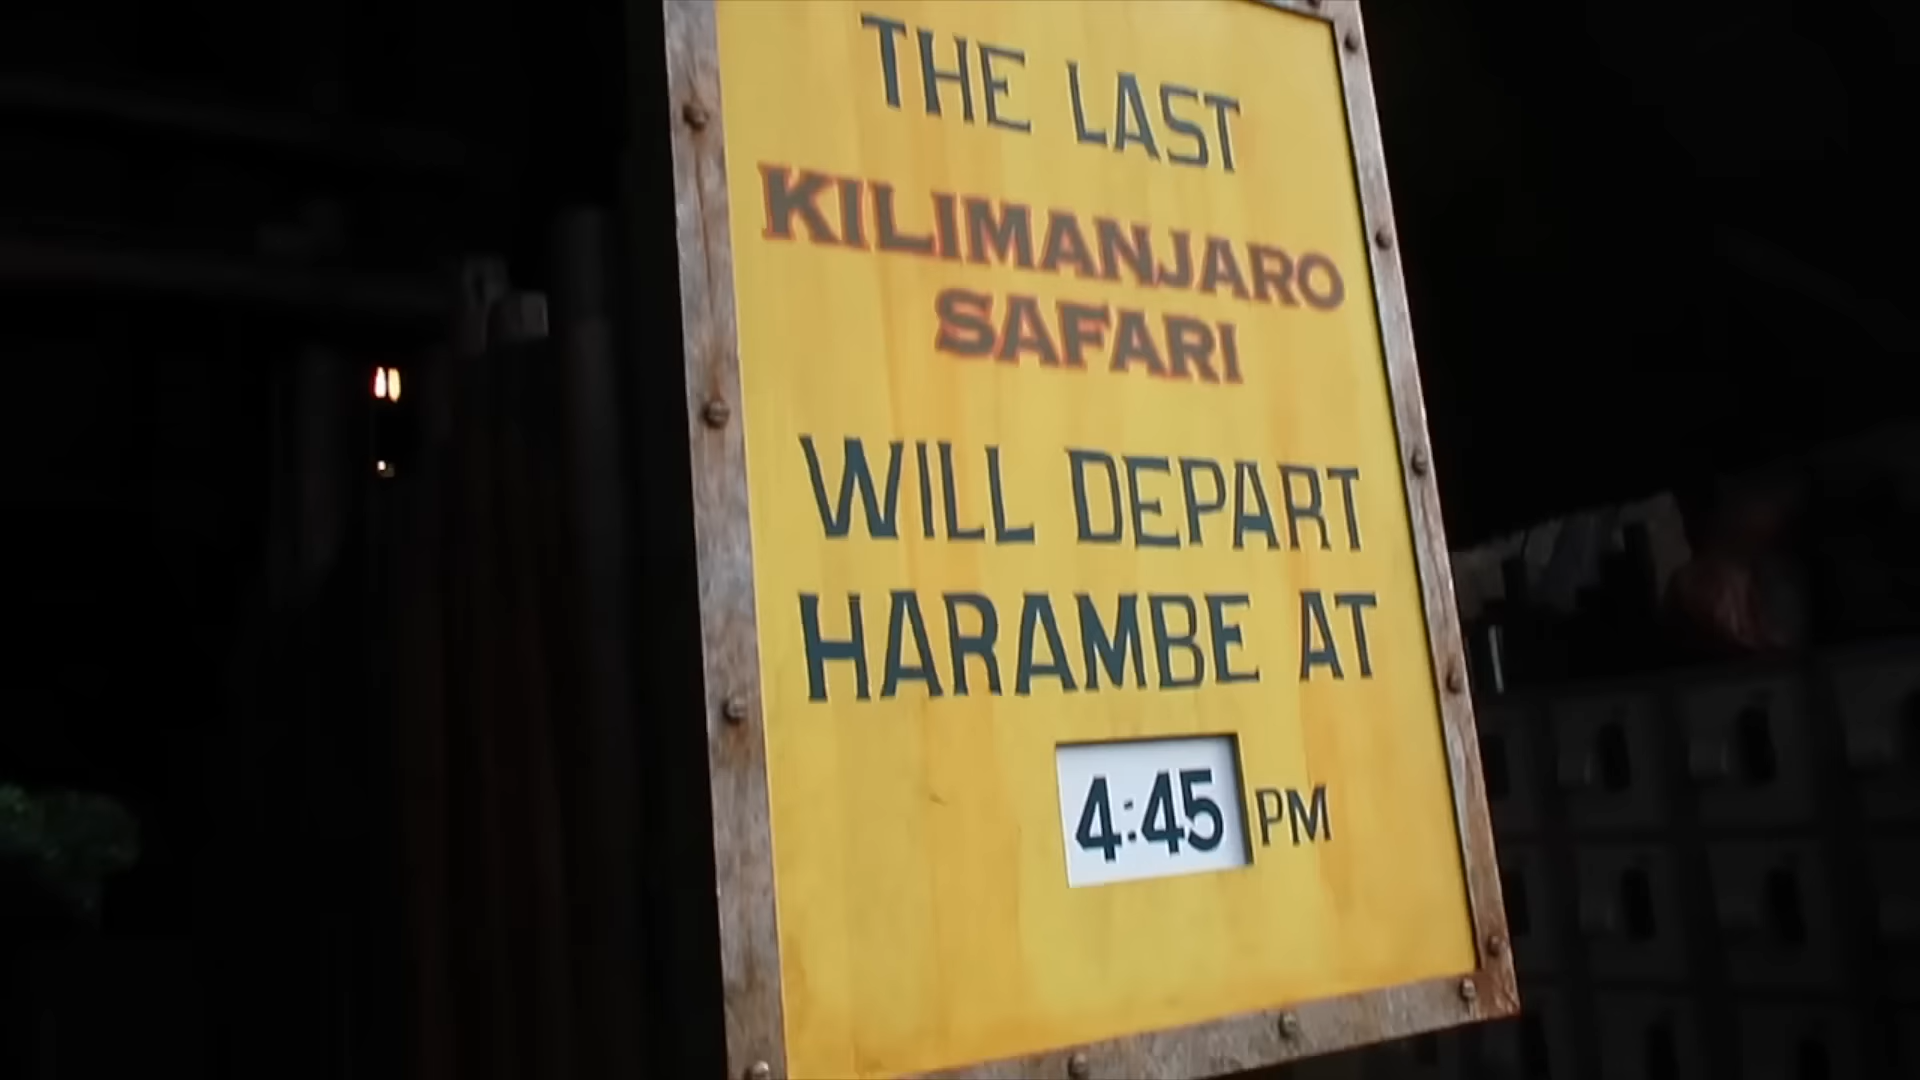 THE LAST
KILIMANJARO
SAFARI
WILL DEPART
HARAMBE AT
4:45 PM